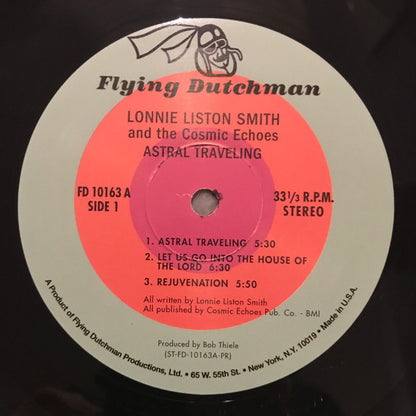 Flying Dutchman
LONNIE LISTON SMITH
and the Cosmic Echoes
ASTRAL TRAVELING
FD 10163 A
SIDE 1
33 1/3 R.P.M.
STEREO
1. ASTRAL TRAVELING 5:30
2. LET US GO INTO THE HOUSE OF
THE LORD 6:30
3. REJUVENATION 5:50
All written by Lonnie Liston Smith
All published by Cosmic Echoes Pub. Co. - BMI
Produced by Bob Thiele
(ST-FD-10163A-PR)
A Product of Flying Dutchman Productions, Ltd. • 65 W. 55th St. • New York, N.Y. 10019 • Made in U.S.A.